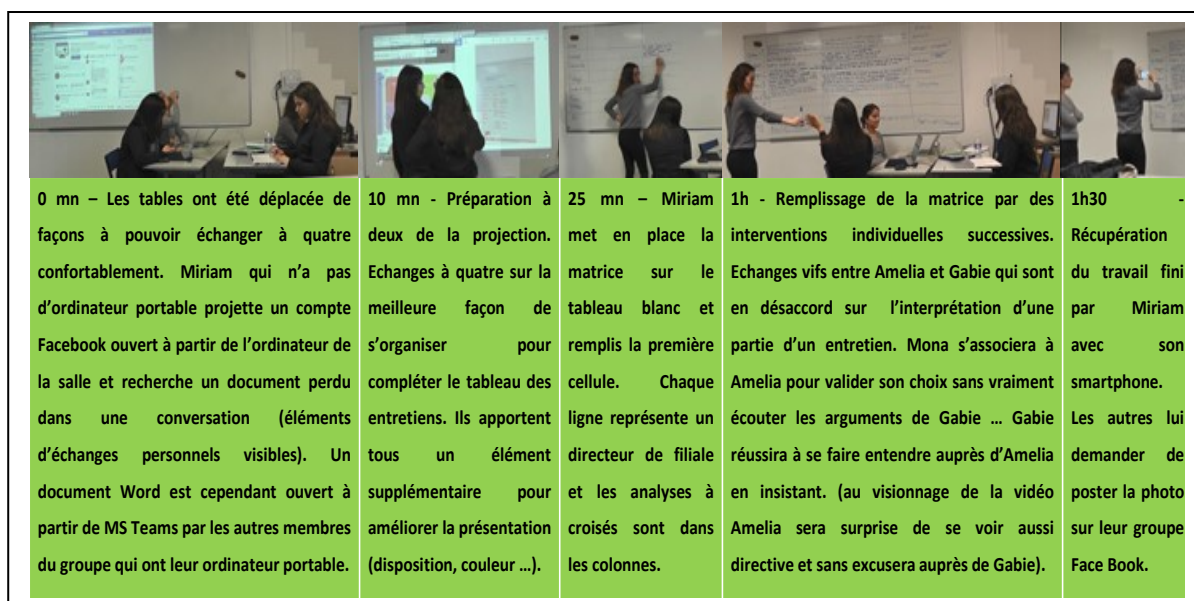 0 mn – Les tables ont été déplacée de
façons à pouvoir échanger à quatre
confortablement. Miriam qui n’a pas
d’ordinateur portable projette un compte
Facebook ouvert à partir de l’ordinateur de
la salle et recherche un document perdu
dans une conversation (éléments
d’échanges personnels visibles). Un
document Word est cependant ouvert à
partir de MS Teams par les autres membres
du groupe qui ont leur ordinateur portable.
10 mn - Préparation à
deux de la projection.
Echanges à quatre sur la
meilleure façon de
s’organiser pour
compléter le tableau des
entretiens. Ils apportent
tous un élément
supplémentaire pour
améliorer la présentation
(disposition, couleur …).
25 mn – Miriam
met en place la
matrice sur le
tableau blanc et
remplis la première
cellule. Chaque
ligne représente un
directeur de filiale
et les analyses à
croisés sont dans
les colonnes.
1h - Remplissage de la matrice par des
interventions individuelles successives.
Echanges vifs entre Amelia et Gabie qui sont
en désaccord sur l’interprétation d’une
partie d’un entretien. Mona s’associera à
Amelia pour valider son choix sans vraiment
écouter les arguments de Gabie … Gabie
réussira à se faire entendre auprès d’Amelia
en insistant. (au visionnage de la vidéo
Amelia sera surprise de se voir aussi
directive et sans excusera auprès de Gabie).
1h30 -
Récupération
du travail fini
par Miriam
avec son
smartphone.
Les autres lui
demander de
poster la photo
sur leur groupe
Face Book.